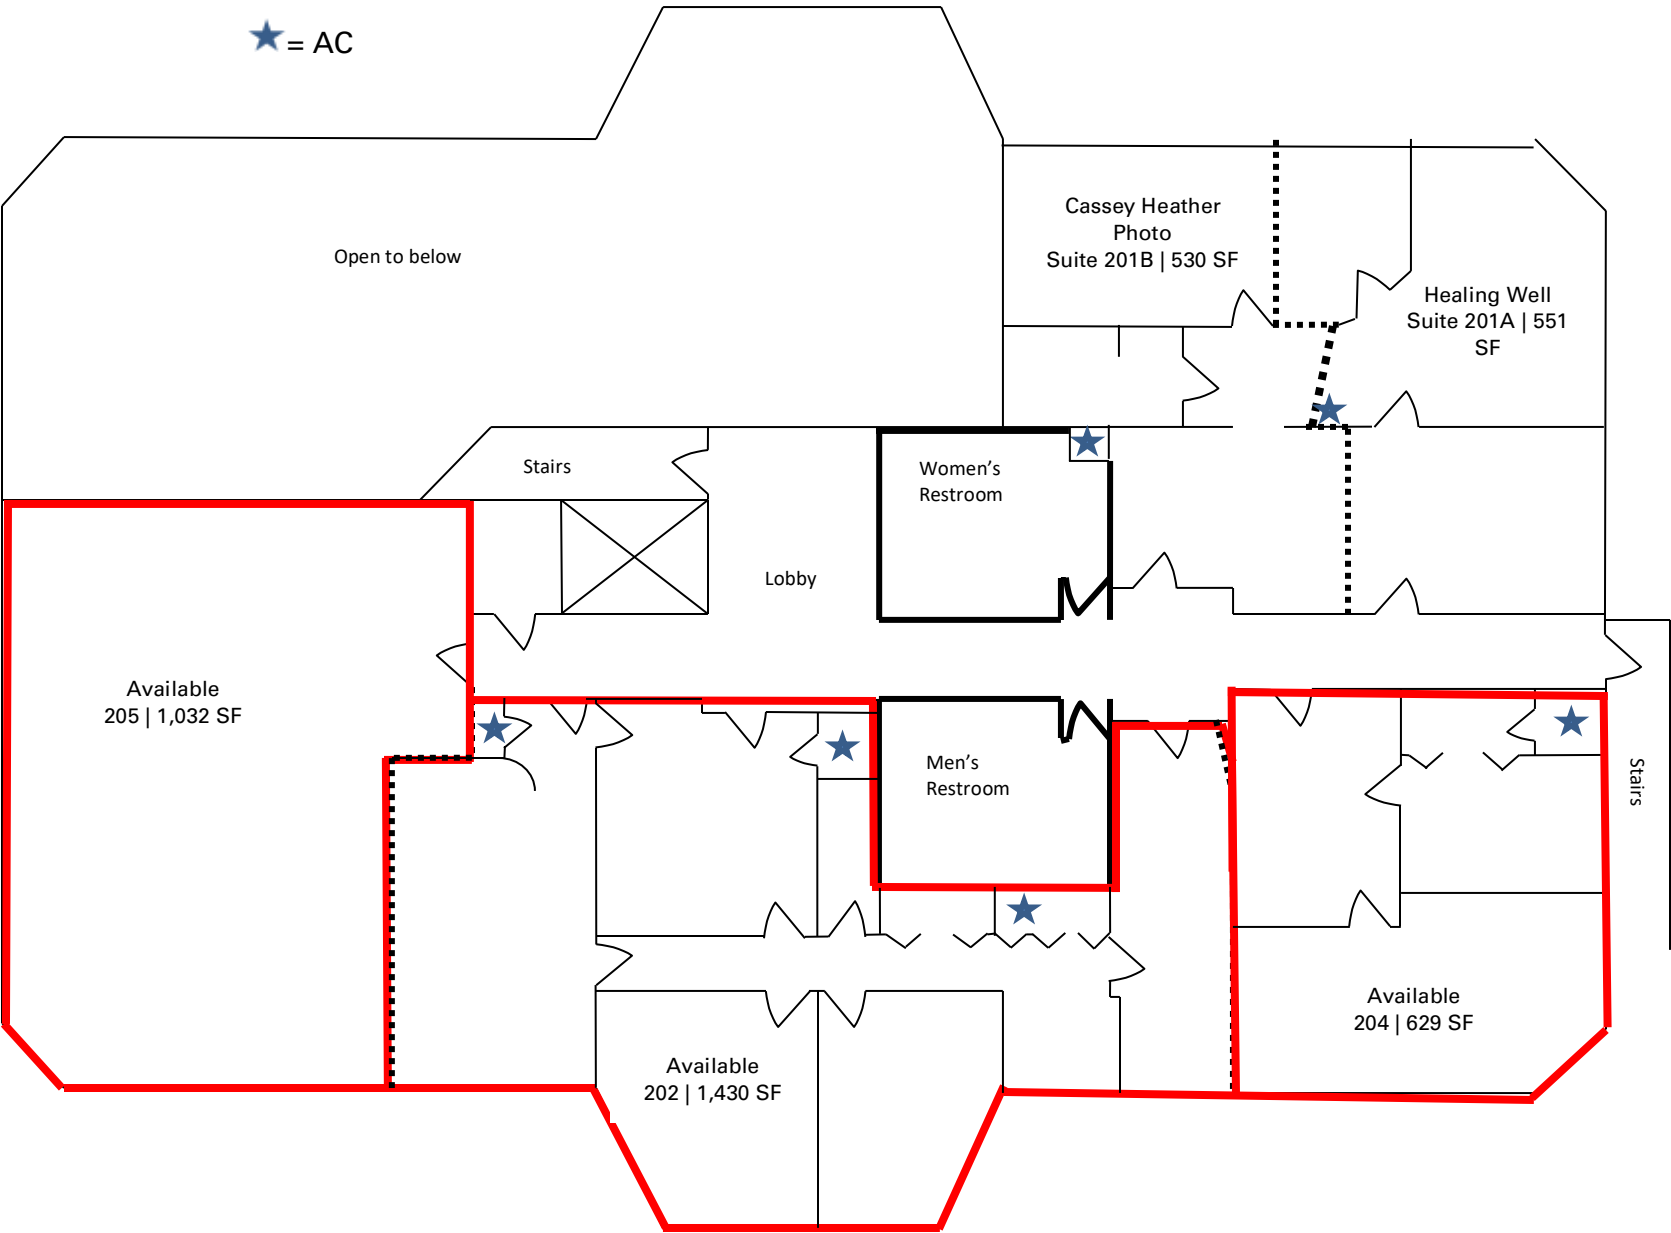 = AC
Cassey Heather
Photo
Suite 201B | 530 SF
Open to below
Healing Well
Suite 201A | 551
SF
Stairs
Women's
Restroom
Lobby
Available
205 | 1,032 SF
Men's
Restroom
Stairs
Available
204 | 629 SF
Available
202 | 1,430 SF